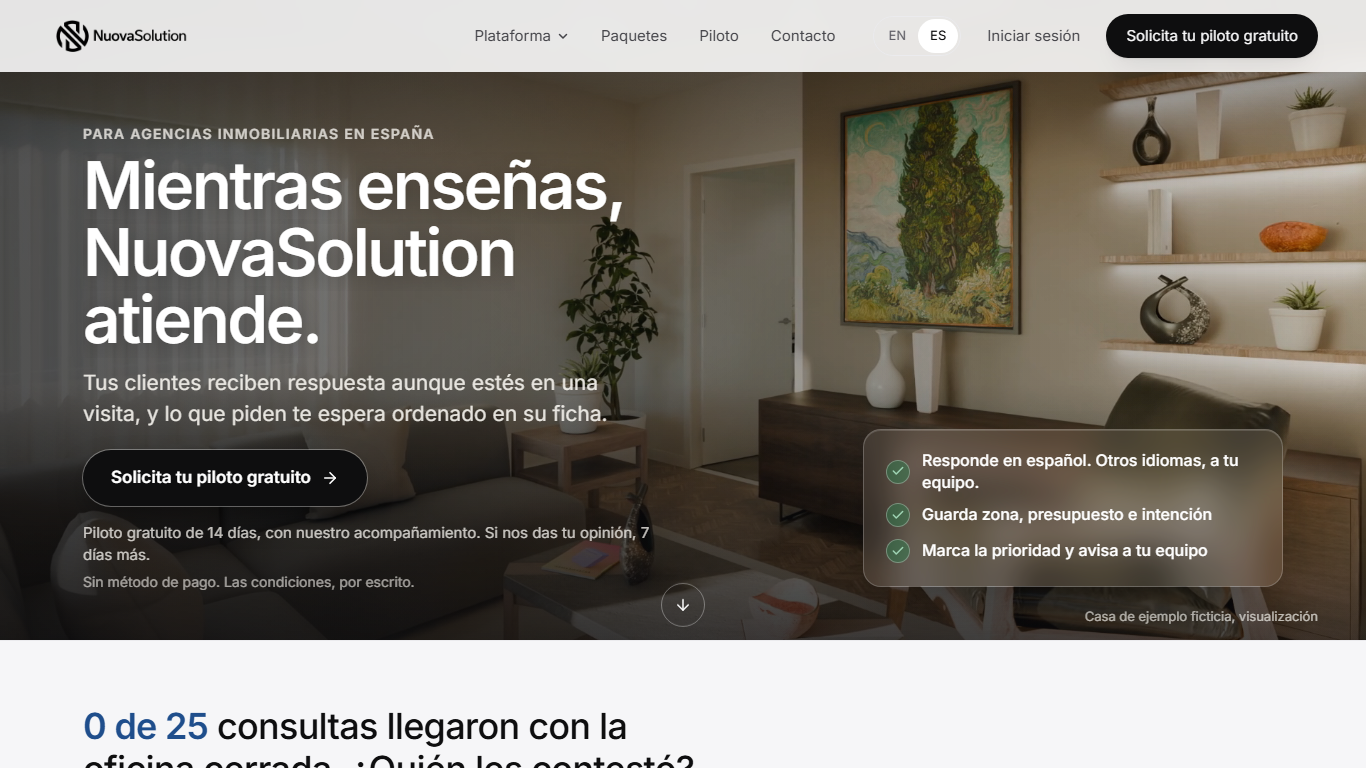 NuovaSolution
Plataforma
Paquetes
Piloto
Contacto
EN
ES
Iniciar sesión
Solicita tu piloto gratuito
PARA AGENCIAS INMOBILIARIAS EN ESPAÑA
Mientras enseñas,
NuovaSolution
atiende.
Tus clientes reciben respuesta aunque estés en una
visita, y lo que piden te espera ordenado en su ficha.
Solicita tu piloto gratuito
Piloto gratuito de 14 días, con nuestro acompañamiento. Si nos das tu opinión, 7
días más.
Sin método de pago. Las condiciones, por escrito.
Responde en español. Otros idiomas, a tu
equipo.
Guarda zona, presupuesto e intención
Marca la prioridad y avisa a tu equipo
Casa de ejemplo ficticia, visualización
0 de 25 consultas llegaron con la
oficina cerrada. ¿Quién los contestó?